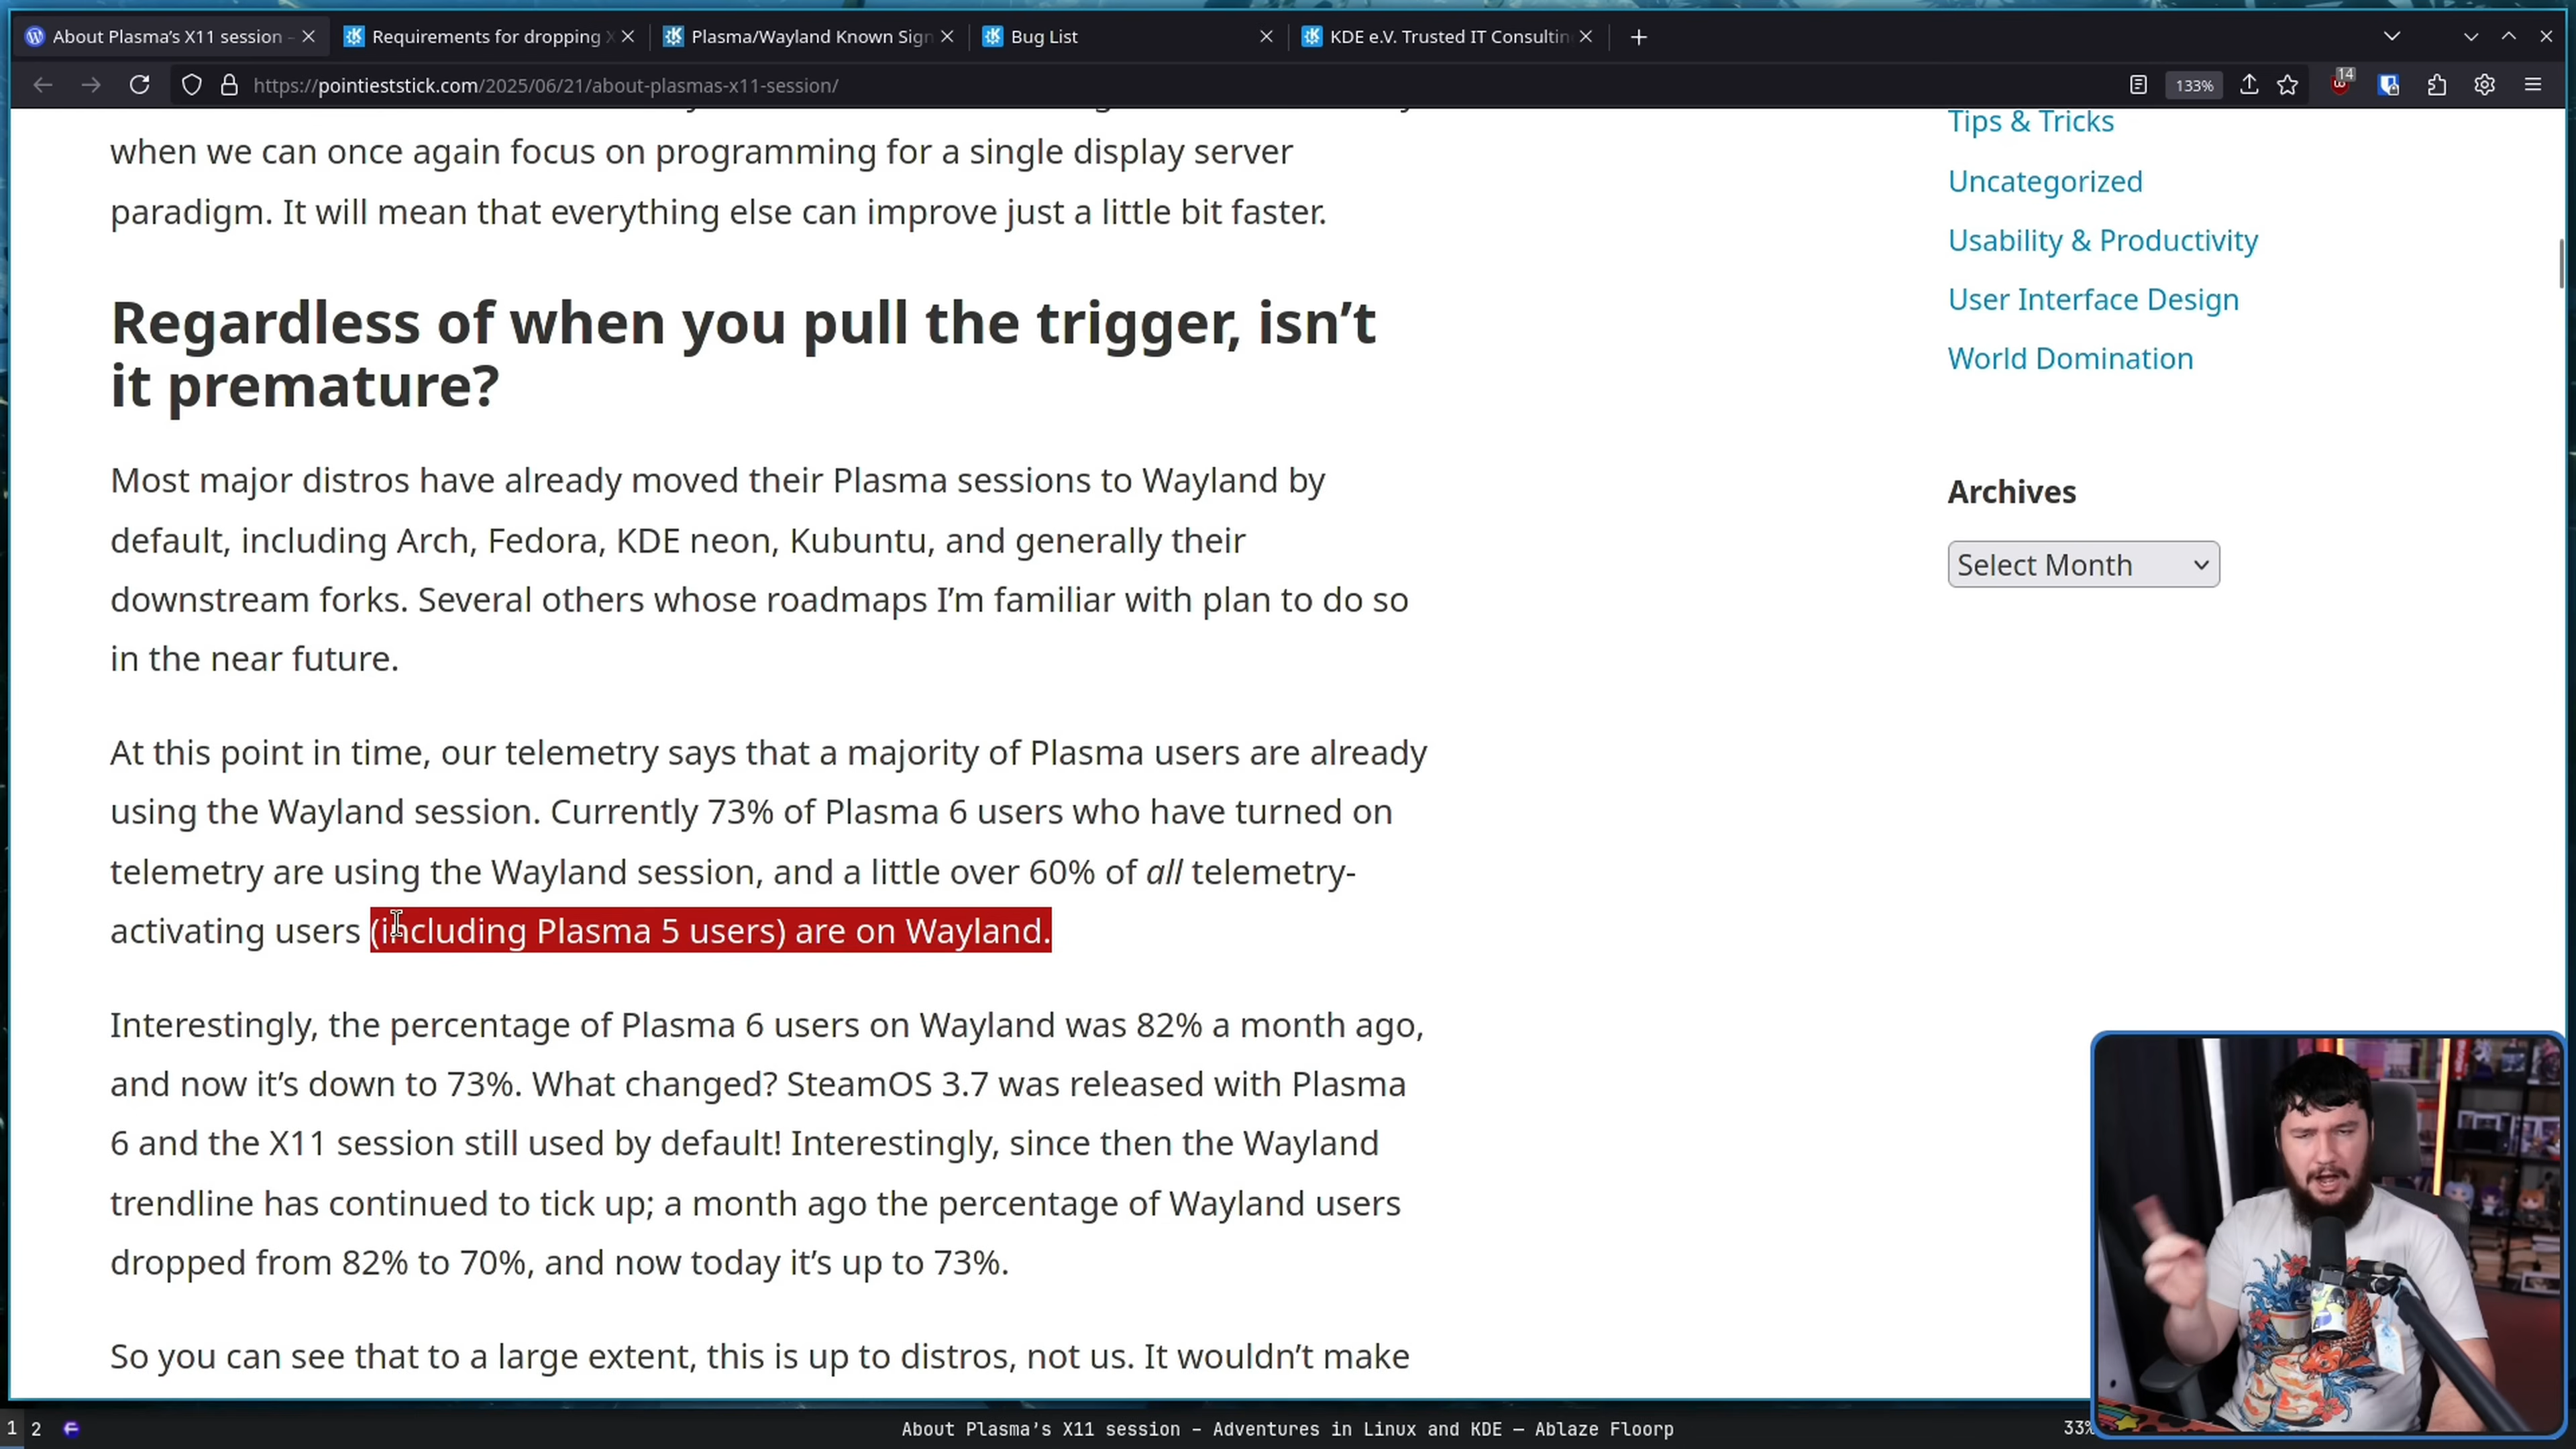 About Plasma's X11 session -
Requirements for dropping X
Plasma/Wayland Known Sign
Bug List
KDE e.V. Trusted IT Consultin
https://pointieststick.com/2025/06/21/about-plasmas-x11-session/
133%
14
when we can once again focus on programming for a single display server
paradigm. It will mean that everything else can improve just a little bit faster.
Regardless of when you pull the trigger, isn’t
it premature?
Most major distros have already moved their Plasma sessions to Wayland by
default, including Arch, Fedora, KDE neon, Kubuntu, and generally their
downstream forks. Several others whose roadmaps I’m familiar with plan to do so
in the near future.
At this point in time, our telemetry says that a majority of Plasma users are already
using the Wayland session. Currently 73% of Plasma 6 users who have turned on
telemetry are using the Wayland session, and a little over 60% of all telemetry-
activating users (including Plasma 5 users) are on Wayland.
Interestingly, the percentage of Plasma 6 users on Wayland was 82% a month ago,
and now it’s down to 73%. What changed? SteamOS 3.7 was released with Plasma
6 and the X11 session still used by default! Interestingly, since then the Wayland
trendline has continued to tick up; a month ago the percentage of Wayland users
dropped from 82% to 70%, and now today it’s up to 73%.
So you can see that to a large extent, this is up to distros, not us. It wouldn’t make
Tips & Tricks
Uncategorized
Usability & Productivity
User Interface Design
World Domination
Archives
Select Month
1 2
About Plasma’s X11 session – Adventures in Linux and KDE — Ablaze Floorp
33%